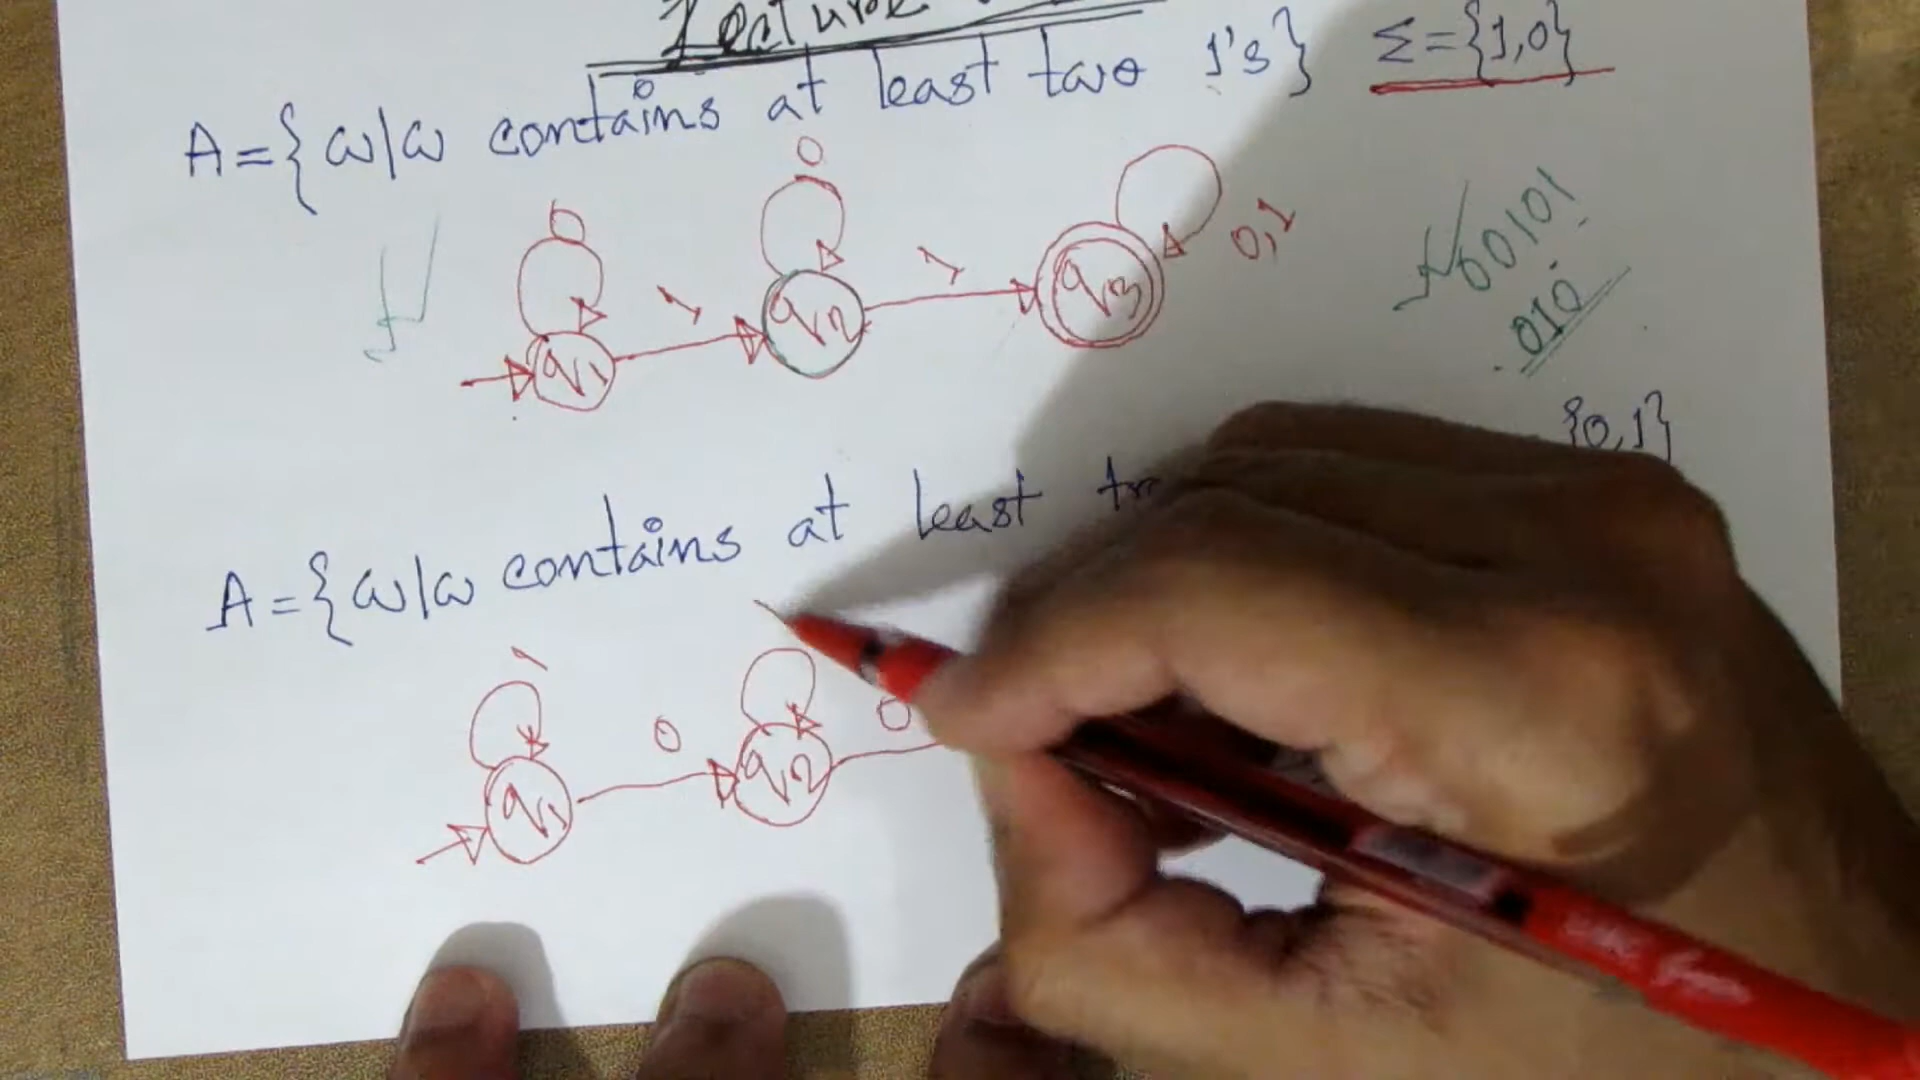 Lecture
A={ω/ω contains at least two 1's} Σ={1,0}
0
0
0,1
1
1
00101
q1
q2
q3
010
{0,1}
A={ω/ω contains at least
1
0
0
q1
q2